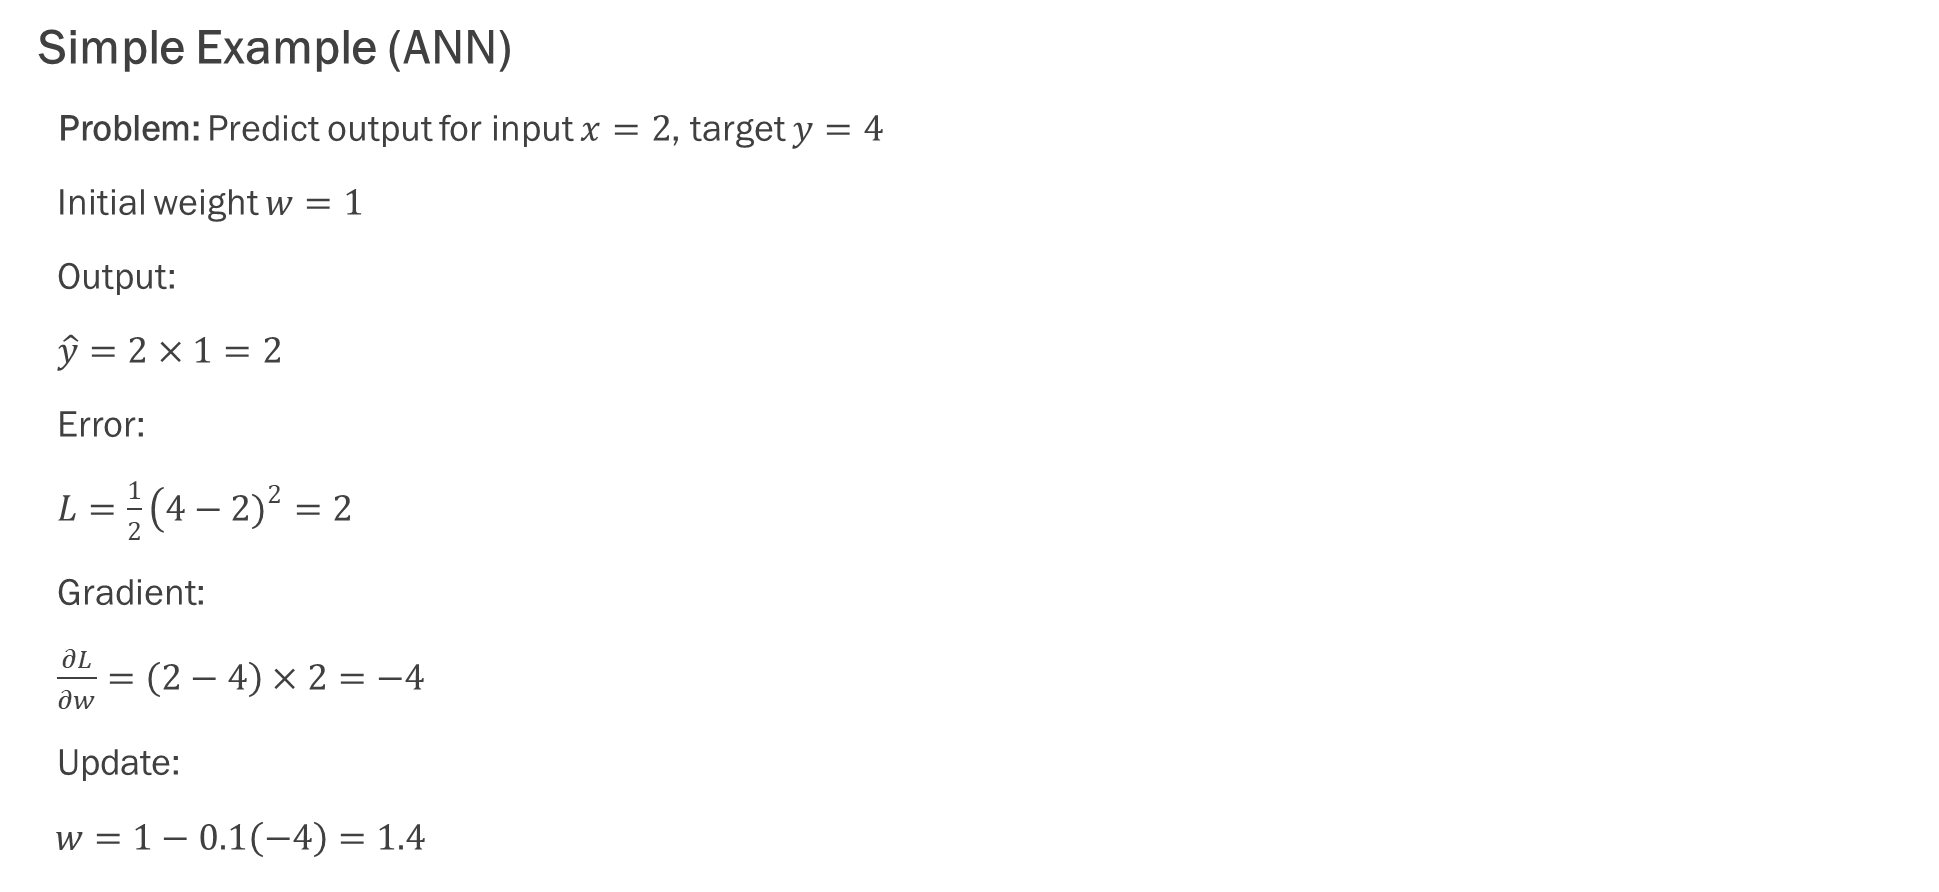 Simple Example (ANN)
Problem: Predict output for input x = 2, target y = 4
Initial weight w = 1
Output:
ŷ = 2 × 1 = 2
Error:
L = 1/2 (4 − 2)² = 2
Gradient:
∂L/∂w = (2 − 4) × 2 = −4
Update:
w = 1 − 0.1(−4) = 1.4